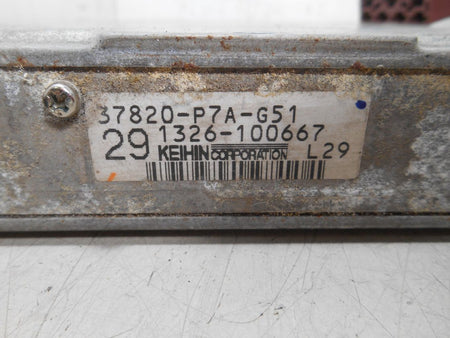 37820-P7A-G51
29 1326-100667
KEIHIN CORPORATION L29